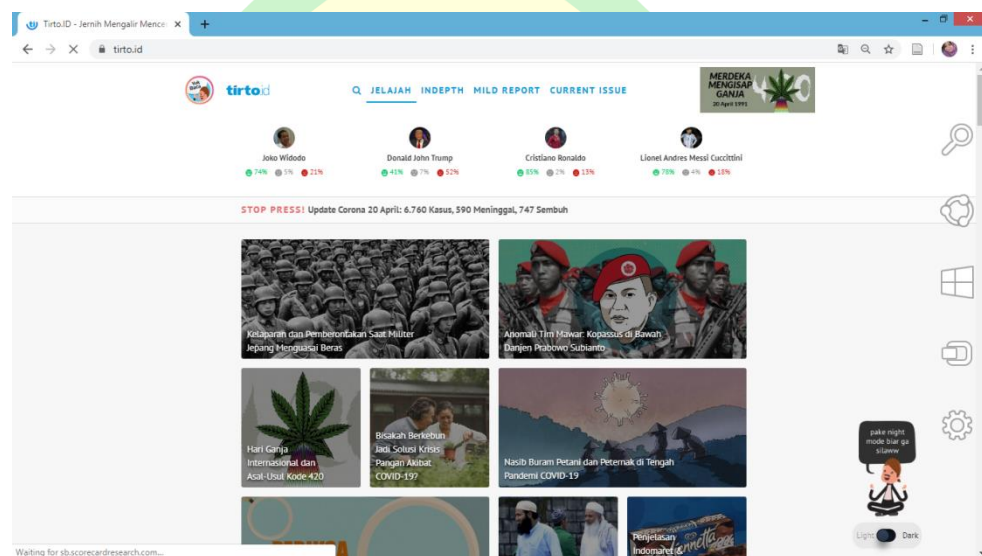 Tirto.ID - Jernih Mengalir Mence
tirto.id
tirto.id
JELAJAH INDEPTH MILD REPORT CURRENT ISSUE
MERDEKA
MENGISAP
GANJA
20 April 1991
Joko Widodo
74% 5% 21%
Donald John Trump
41% 7% 52%
Cristiano Ronaldo
85% 2% 13%
Lionel Andres Messi Cuccittini
78% 4% 18%
STOP PRESS! Update Corona 20 April: 6.760 Kasus, 590 Meninggal, 747 Sembuh
Kelaparan dan Pemberontakan Saat Militer
Jepang Menguasai Beras
Anomali Tim Mawar: Kopassus di Bawah
Danjen Prabowo Subianto
Hari Ganja
Internasional dan
Asal-Usul Kode 420
Bisakah Berkebun
Jadi Solusi Krisis
Pangan Akibat
COVID-19?
Nasib Buram Petani dan Peternak di Tengah
Pandemi COVID-19
Penjelasan
Indomaret &
pake night
mode biar ga
silaww
Light Dark
Waiting for sb.scorecardresearch.com...